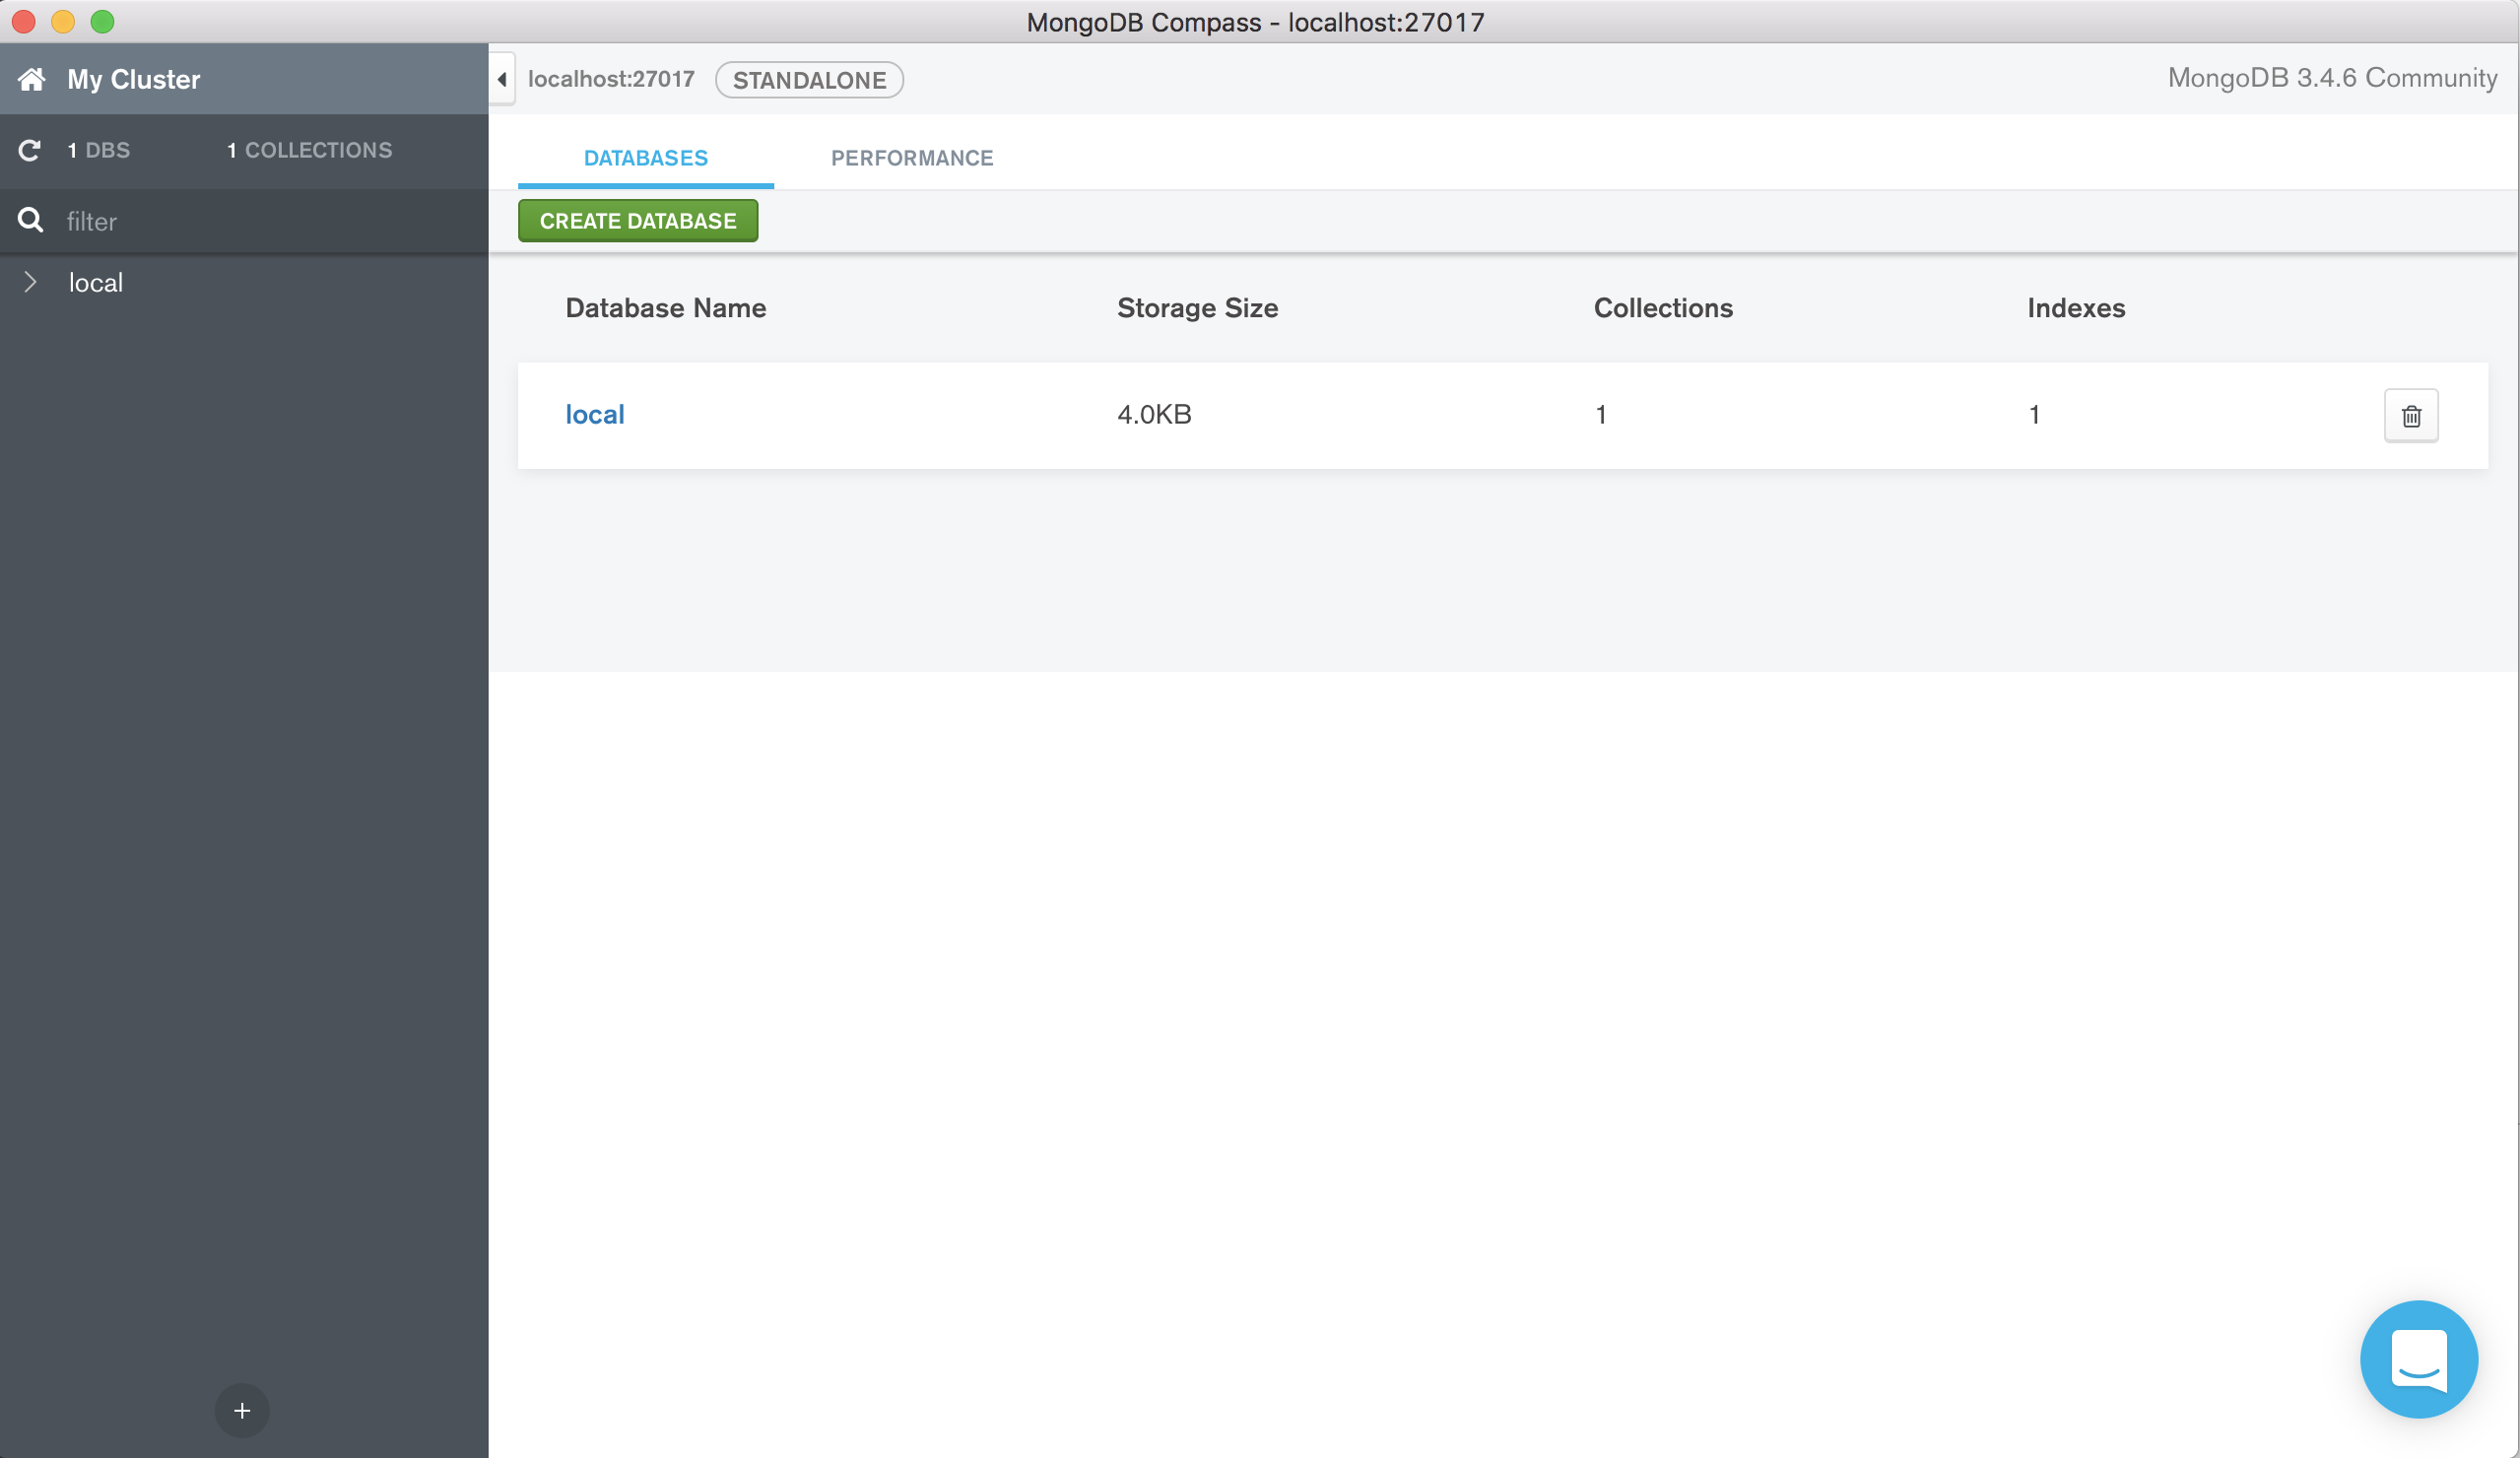 MongoDB Compass - localhost:27017
My Cluster
localhost:27017 STANDALONE
MongoDB 3.4.6 Community
1 DBS 1 COLLECTIONS
filter
local
DATABASES PERFORMANCE
CREATE DATABASE
Database Name Storage Size Collections Indexes
local 4.0KB 1 1
+